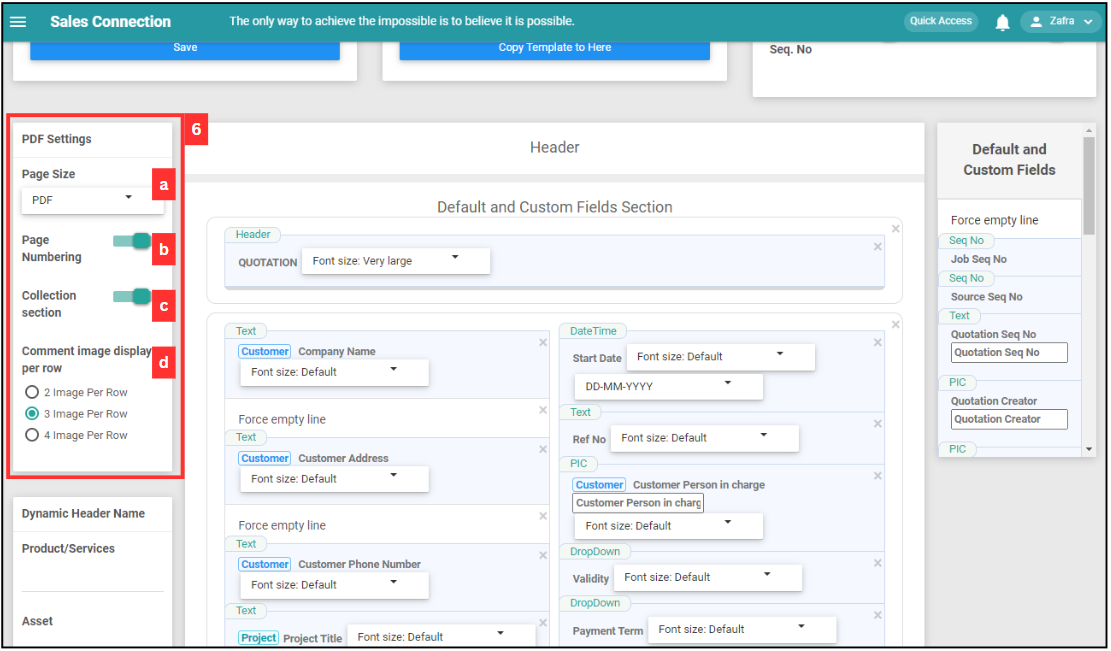 Sales Connection
The only way to achieve the impossible is to believe it is possible.
Quick Access
Zafra
Save
Copy Template to Here
Seq. No
6
PDF Settings
Page Size
a
PDF
Page
Numbering
b
Collection
section
c
Comment image display
per row
d
2 Image Per Row
3 Image Per Row
4 Image Per Row
Dynamic Header Name
Product/Services
Asset
Header
Default and Custom Fields Section
Header
QUOTATION Font size: Very large
Text
Customer Company Name
Font size: Default
Force empty line
Text
Customer Customer Address
Font size: Default
Force empty line
Text
Customer Customer Phone Number
Font size: Default
Text
Project Project Title Font size: Default
DateTime
Start Date Font size: Default
DD-MM-YYYY
Text
Ref No Font size: Default
PIC
Customer Customer Person in charge
Customer Person in charg
Font size: Default
DropDown
Validity Font size: Default
DropDown
Payment Term Font size: Default
Default and
Custom Fields
Force empty line
Seq No
Job Seq No
Seq No
Source Seq No
Text
Quotation Seq No
Quotation Seq No
PIC
Quotation Creator
Quotation Creator
PIC